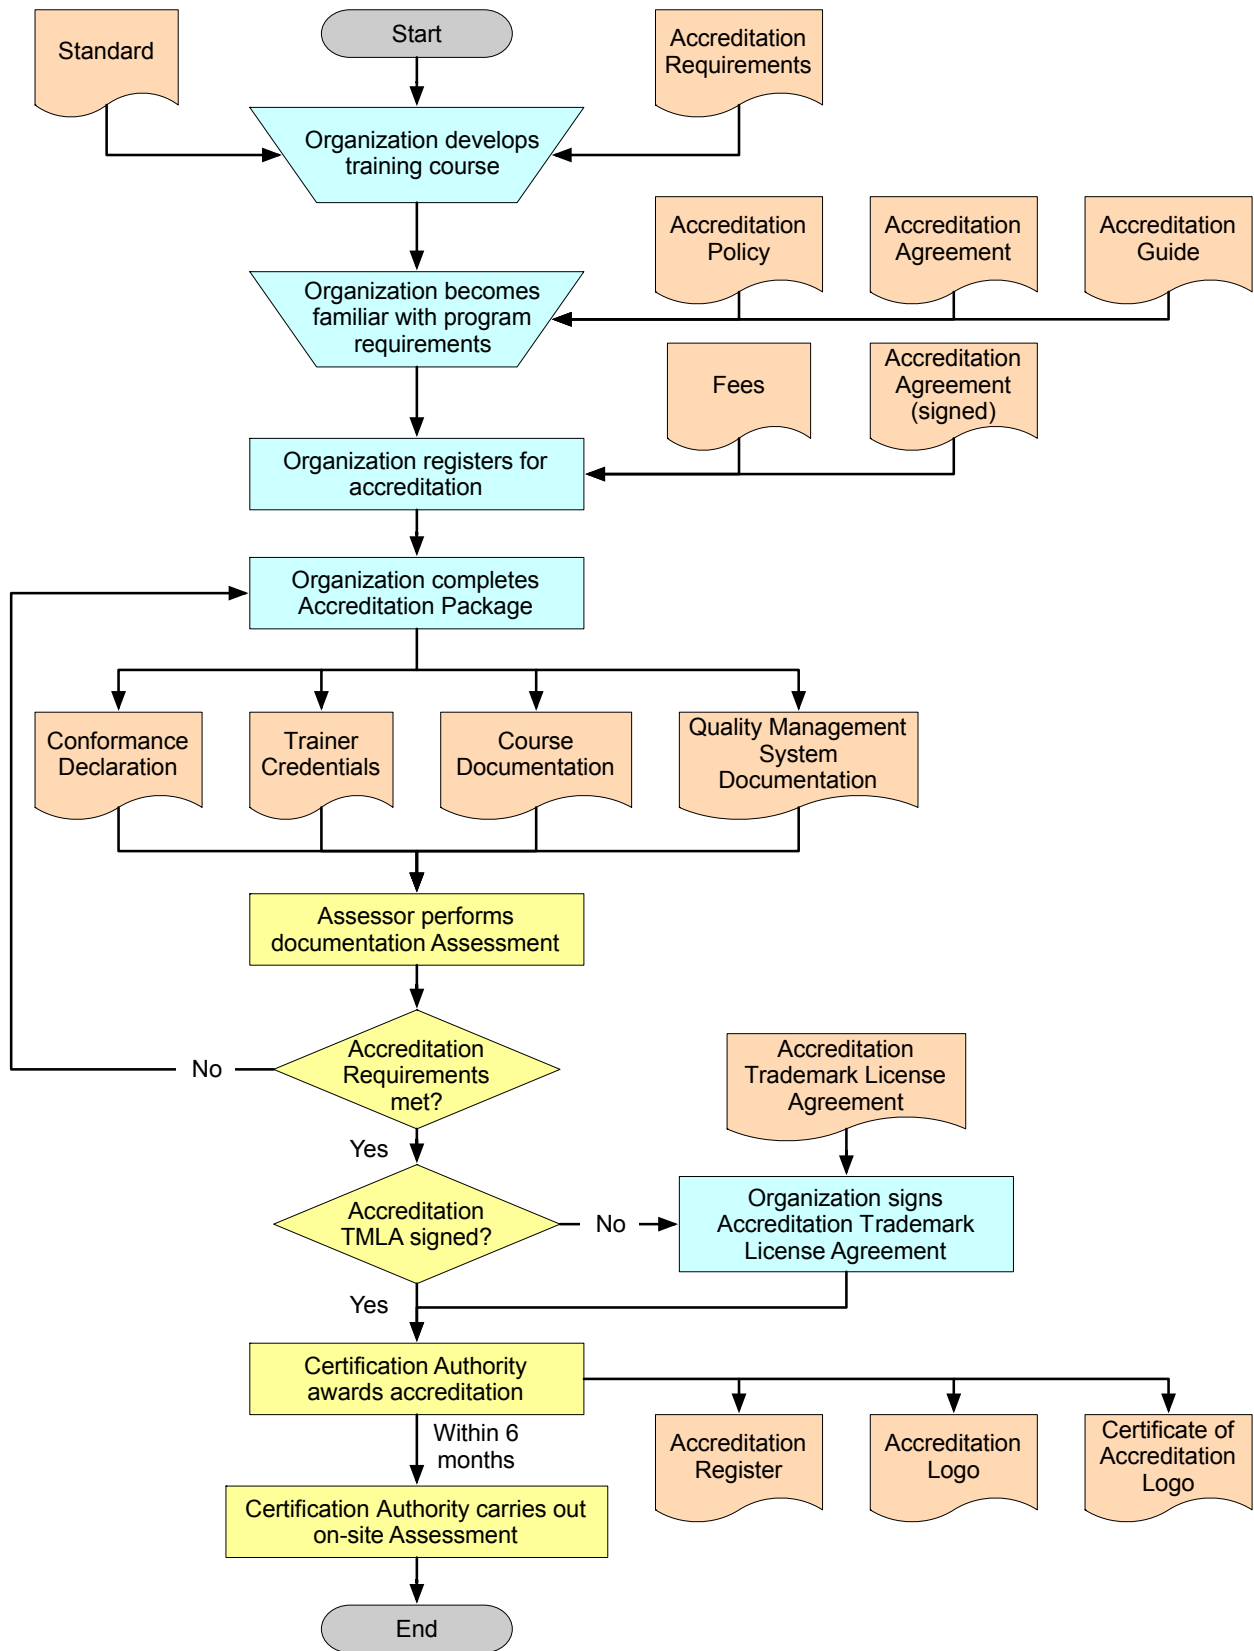 Standard
Start
Accreditation
Requirements
Organization develops
training course
Accreditation
Policy
Accreditation
Agreement
Accreditation
Guide
Organization becomes
familiar with program
requirements
Fees
Accreditation
Agreement
(signed)
Organization registers for
accreditation
Organization completes
Accreditation Package
Conformance
Declaration
Trainer
Credentials
Course
Documentation
Quality Management
System
Documentation
Assessor performs
documentation Assessment
Accreditation
Requirements
met?
No
Yes
Accreditation
Trademark License
Agreement
Accreditation
TMLA signed?
No
Organization signs
Accreditation Trademark
License Agreement
Yes
Certification Authority
awards accreditation
Within 6
months
Accreditation
Register
Accreditation
Logo
Certificate of
Accreditation
Logo
Certification Authority carries out
on-site Assessment
End